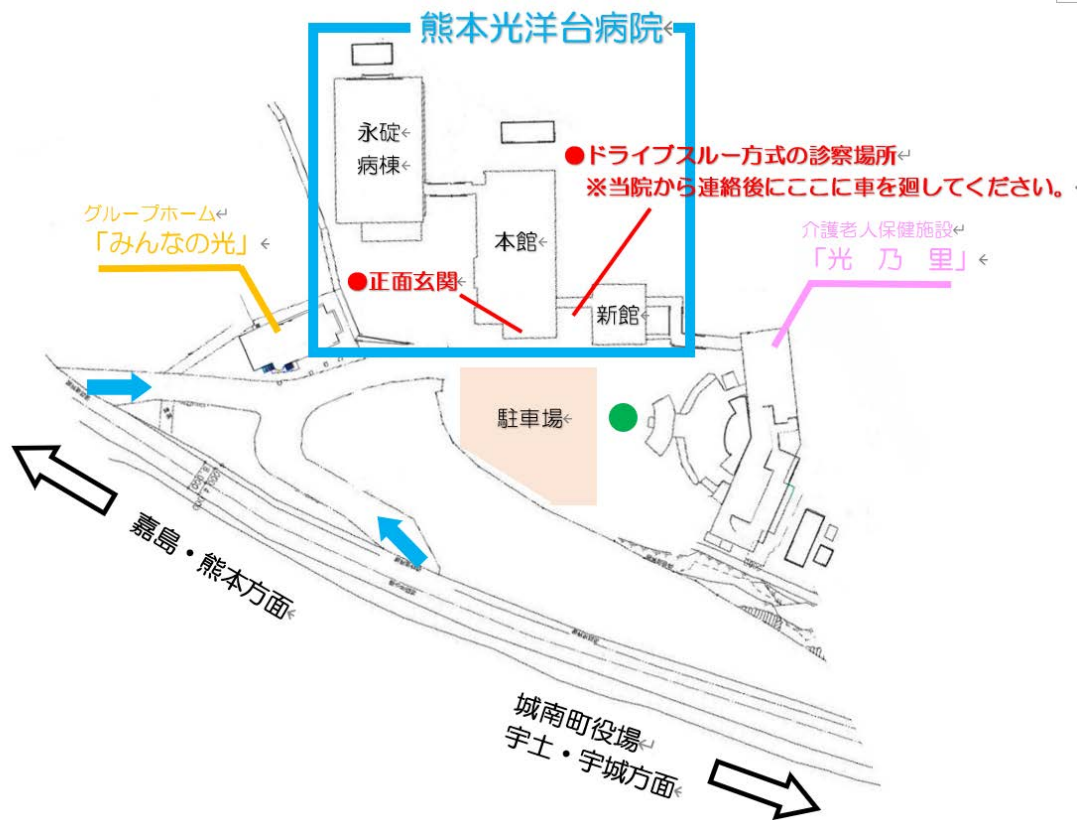 熊本光洋台病院
永碇
病棟
●ドライブスルー方式の診察場所
※当院から連絡後にここに車を廻してください。
グループホーム
「みんなの光」
本館
介護老人保健施設
「光 乃 里」
●正面玄関
新館
駐車場
嘉島・熊本方面
城南町役場
宇土・宇城方面